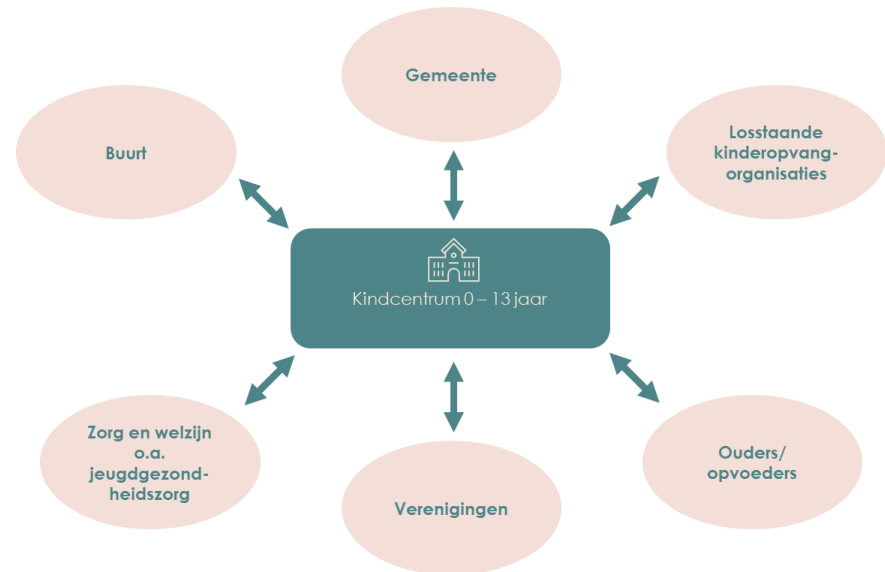 Gemeente
Buurt
Losstaande
kinderopvang-
organisaties
Kindcentrum 0 – 13 jaar
Zorg en welzijn
o.a.
jeugdgezond-
heidszorg
Verenigingen
Ouders/
opvoeders